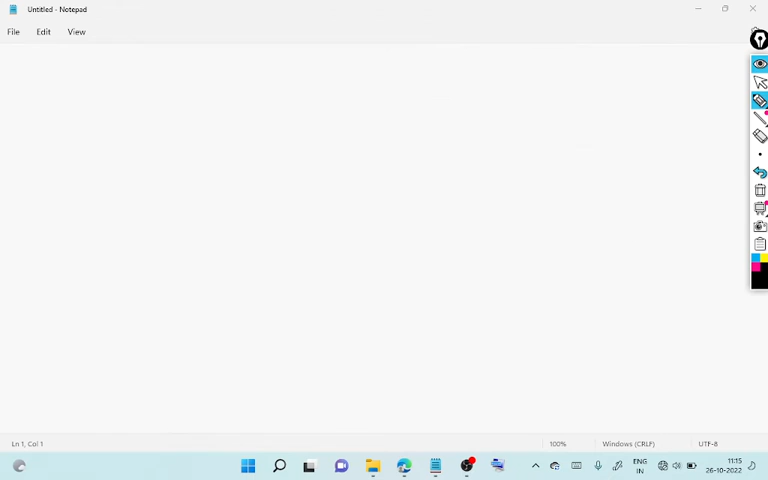 Untitled - Notepad
File Edit View
Ln 1, Col 1 100% Windows (CRLF) UTF-8
ENG 11:15
IN 26-10-2022